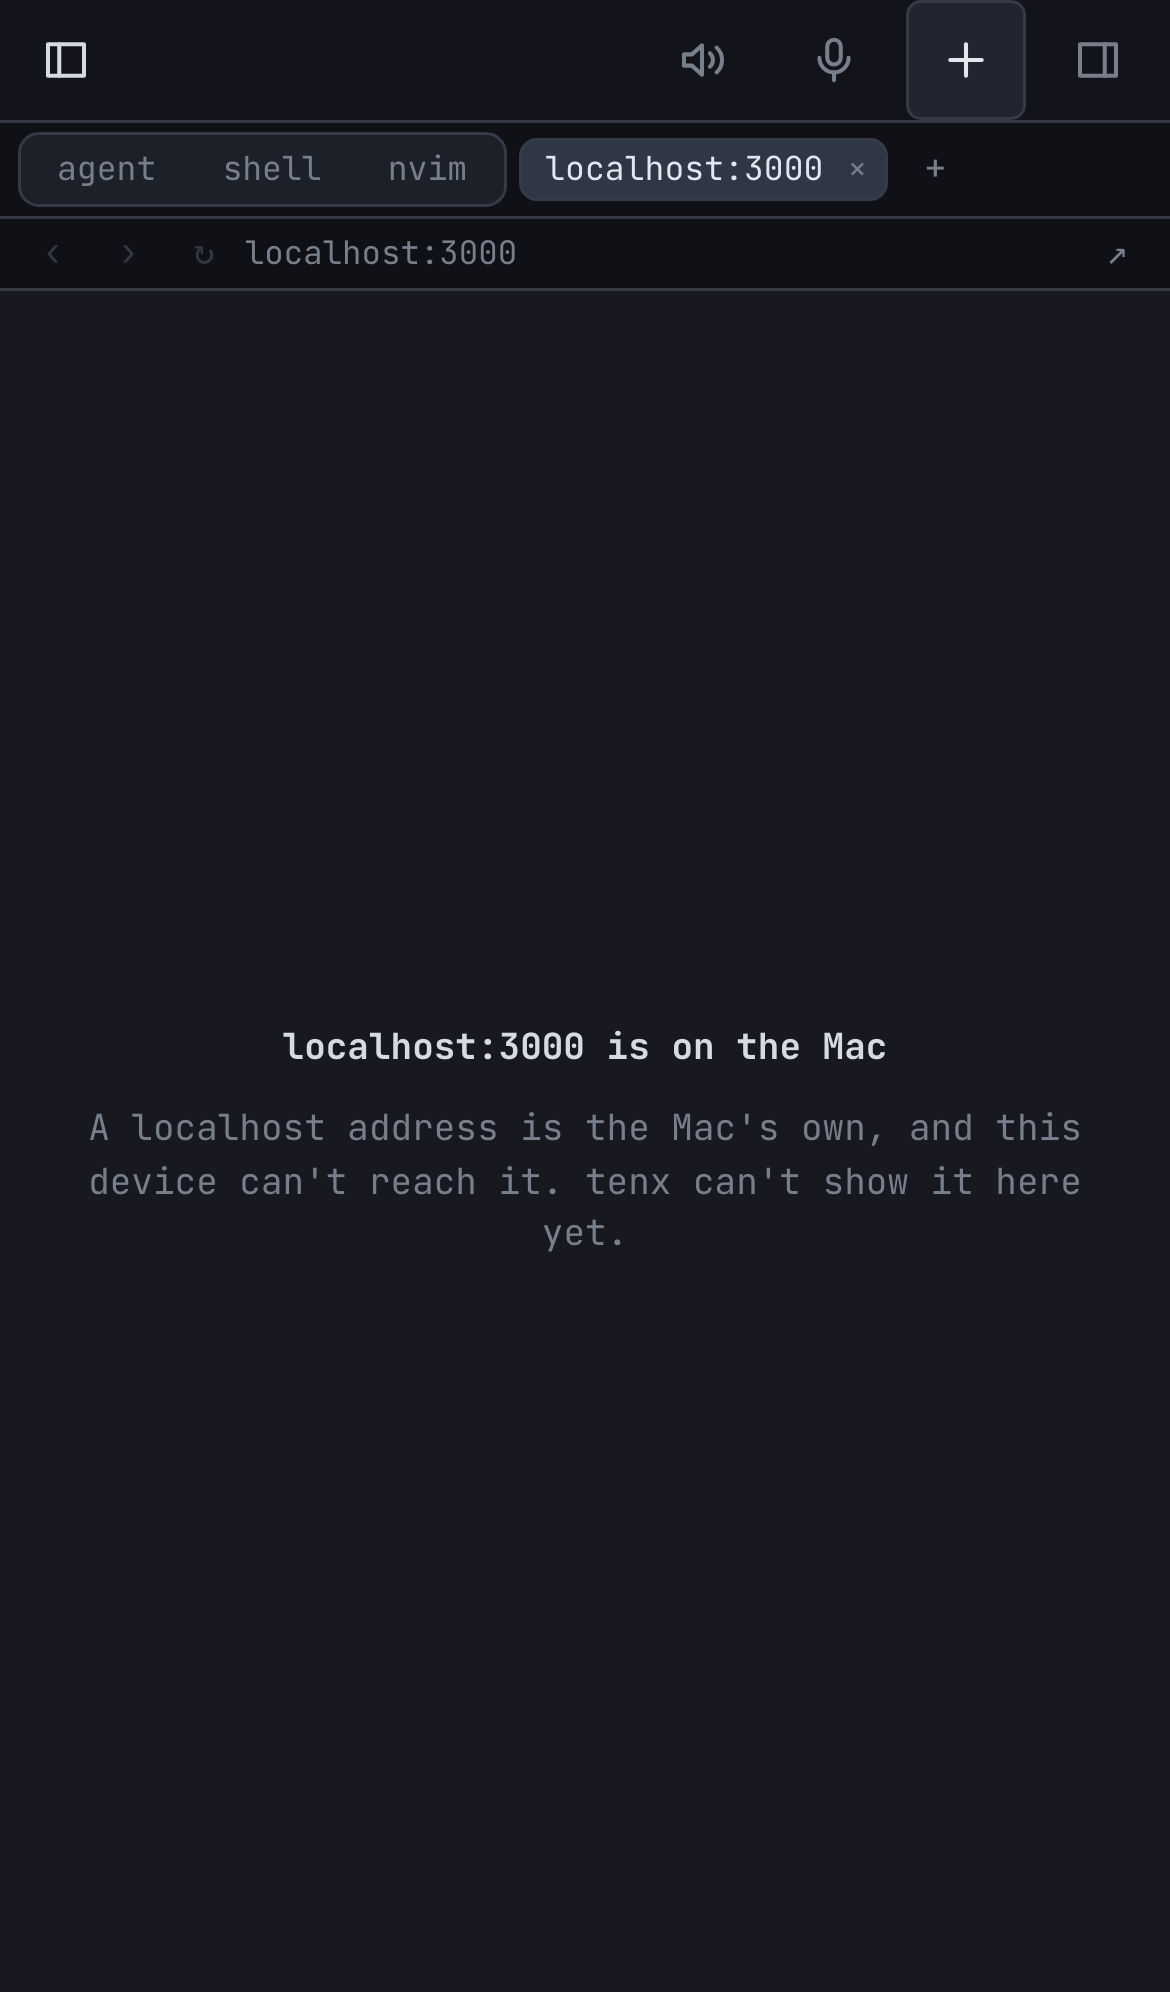 agent shell nvim localhost:3000 × +
‹ › ↻ localhost:3000 ↗
localhost:3000 is on the Mac
A localhost address is the Mac's own, and this
device can't reach it. tenx can't show it here
yet.